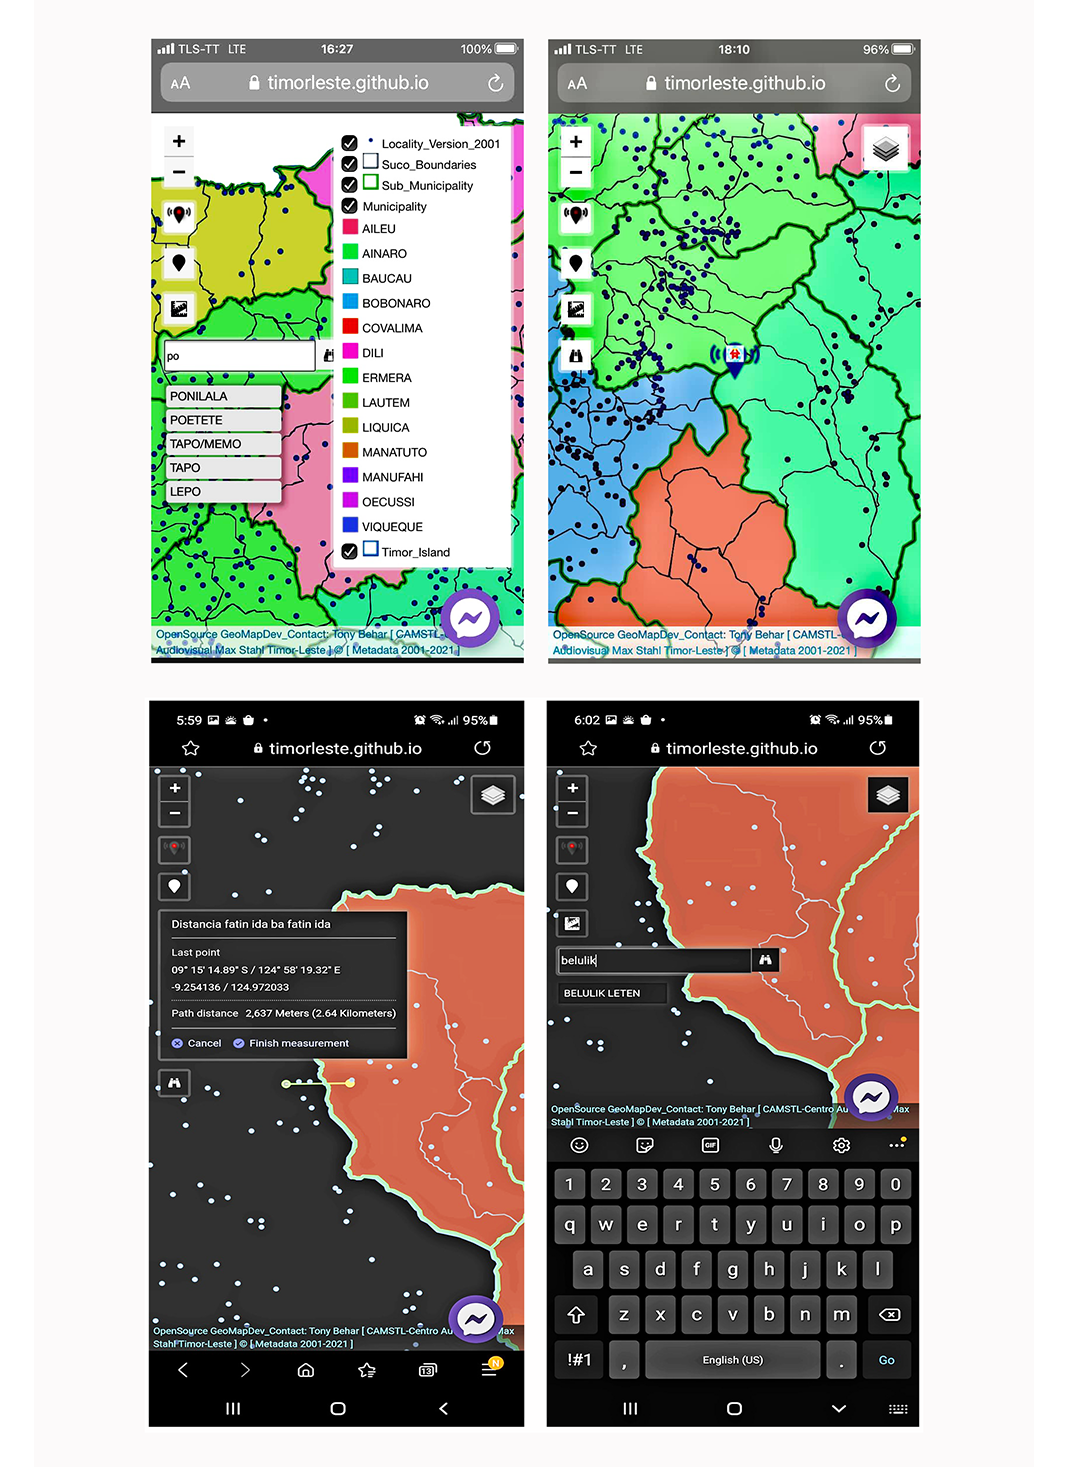 TLS-TT LTE 16:27 100%
AA timorleste.github.io
+
−
Locality_Version_2001
Suco_Boundaries
Sub_Municipality
Municipality
AILEU
AINARO
BAUCAU
BOBONARO
COVALIMA
DILI
ERMERA
LAUTEM
LIQUICA
MANATUTO
MANUFAHI
OECUSSI
VIQUEQUE
Timor_Island
po
PONILALA
POETETE
TAPO/MEMO
TAPO
LEPO
OpenSource GeoMapDev_Contact: Tony Behar [ CAMSTL-
Audiovisual Max Stahl Timor-Leste ] © [ Metadata 2001-2021 ]
TLS-TT LTE 18:10 96%
AA timorleste.github.io
+
−
OpenSource GeoMapDev_Contact: Tony Behar [ CAMSTL-
Audiovisual Max Stahl Timor-Leste ] © [ Metadata 2001-2021 ]
5:59 95%
timorleste.github.io
+
−
Distancia fatin ida ba fatin ida
Last point
09° 15' 14.89" S / 124° 58' 19.32" E
-9.254136 / 124.972033
Path distance 2,637 Meters (2.64 Kilometers)
Cancel Finish measurement
OpenSource GeoMapDev_Contact: Tony Behar [ CAMSTL-Centro Au Max
Stahl Timor-Leste ] © [ Metadata 2001-2021 ]
13 N
6:02 95%
timorleste.github.io
+
−
belulik
BELULIK LETEN
OpenSource GeoMapDev_Contact: Tony Behar [ CAMSTL-Centro Au Max
Stahl Timor-Leste ] © [ Metadata 2001-2021 ]
GIF
1 2 3 4 5 6 7 8 9 0
q w e r t y u i o p
a s d f g h j k l
z x c v b n m
!#1 , English (US) . Go